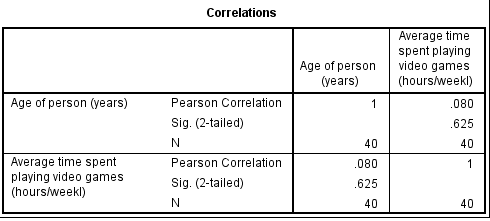 Correlations
Age of person
(years)
Average time
spent playing
video games
(hours/weekl)
Age of person (years) Pearson Correlation 1 .080
Sig. (2-tailed) .625
N 40 40
Average time spent
playing video games
(hours/weekl)
Pearson Correlation .080 1
Sig. (2-tailed) .625
N 40 40